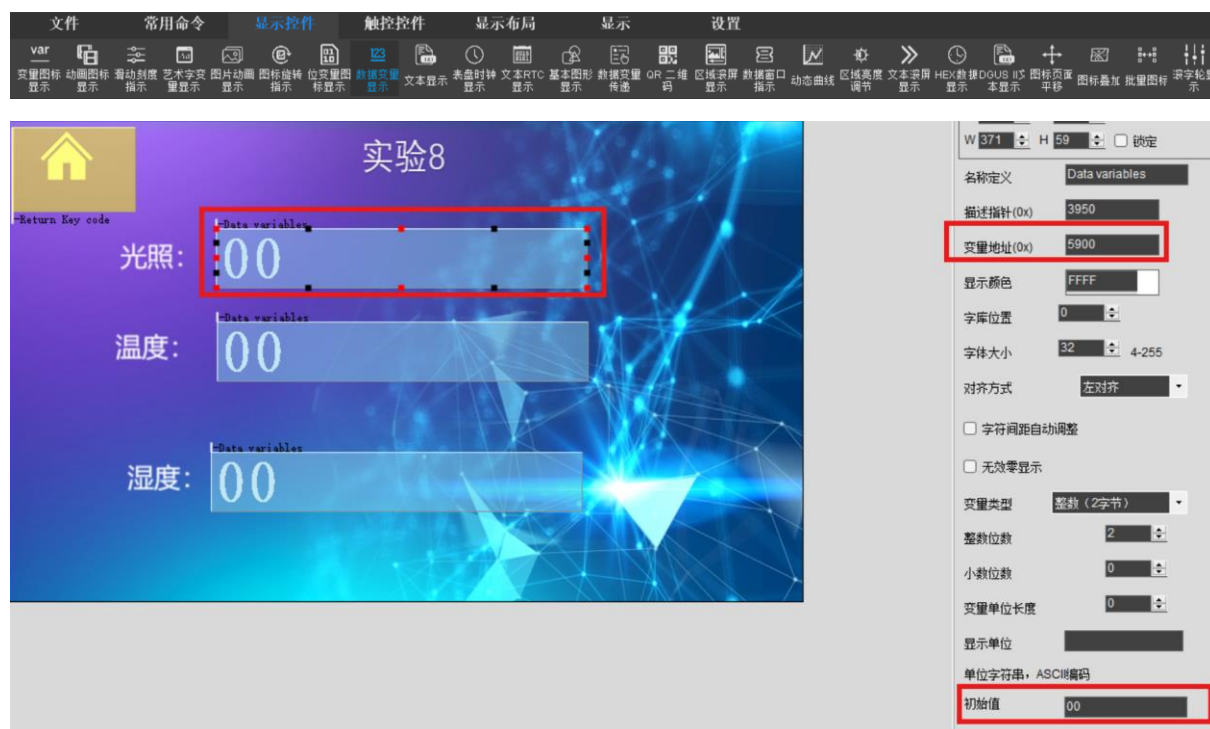 文件 常用命令 显示控件 触控控件 显示布局 显示 设置
变量图标显示 动画图标显示 滑动刻度指示 艺术字变量显示 图片动画显示 图标旋转指示 位变量图标显示 数据变量显示 文本显示 表盘时钟显示 文本RTC显示 基本图形显示 数据变量传递 QR 二维码 区域滚屏显示 数据窗口指示 动态曲线 区域亮度调节 文本滚屏显示 HEX数据显示 图标页面平移 图标叠加 批量图标
实验8
-Return Key code
-Data variables
光照: 00
-Data variables
温度: 00
-Data variables
湿度: 00
W 371 H 59 锁定
名称定义 Data variables
描述指针(0x) 3950
变量地址(0x) 5900
显示颜色 FFFF
字库位置 0
字体大小 32 4-255
对齐方式 左对齐
字符间距自动调整
无效零显示
变量类型 整数（2字节）
整数位数 2
小数位数 0
变量单位长度 0
显示单位
单位字符串，ASCII编码
初始值 00